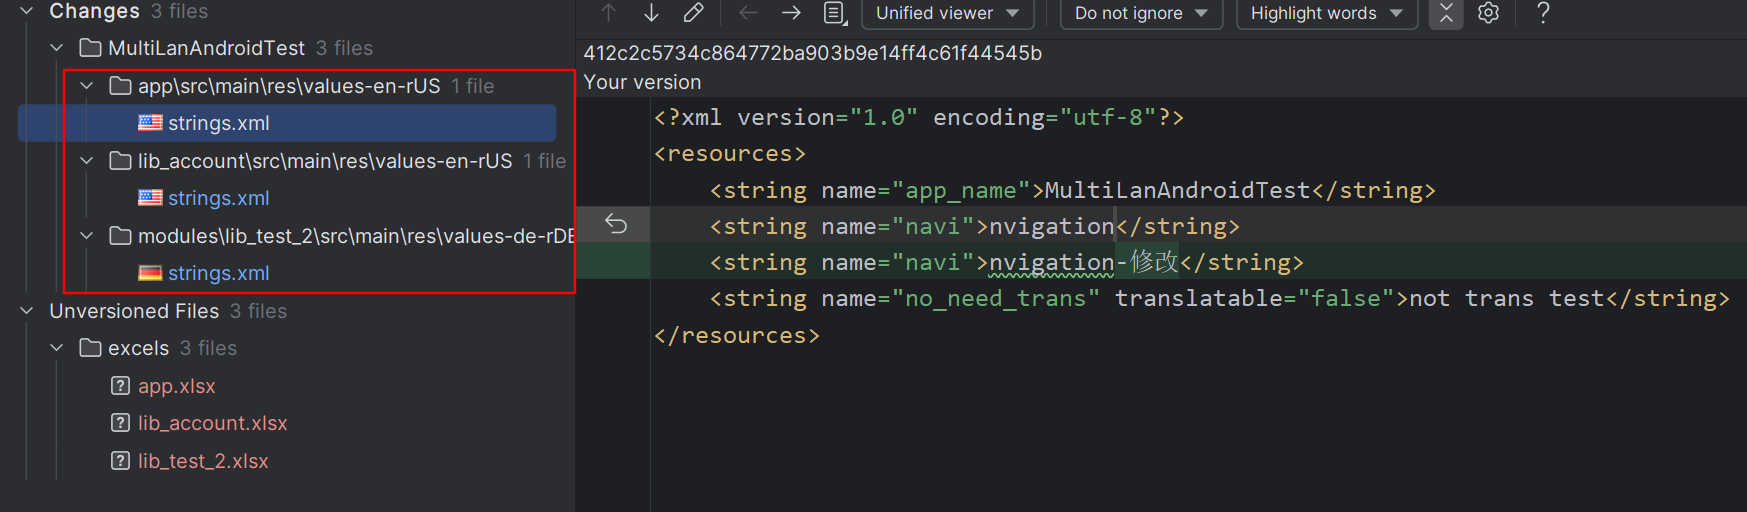 Changes 3 files
MultiLanAndroidTest 3 files
app\src\main\res\values-en-rUS 1 file
strings.xml
lib_account\src\main\res\values-en-rUS 1 file
strings.xml
modules\lib_test_2\src\main\res\values-de-rDE
strings.xml
Unversioned Files 3 files
excels 3 files
app.xlsx
lib_account.xlsx
lib_test_2.xlsx
Unified viewer Do not ignore Highlight words ?
412c2c5734c864772ba903b9e14ff4c61f44545b
Your version
<?xml version="1.0" encoding="utf-8"?>
<resources>
<string name="app_name">MultiLanAndroidTest</string>
<string name="navi">nvigation</string>
<string name="navi">nvigation-修改</string>
<string name="no_need_trans" translatable="false">not trans test</string>
</resources>